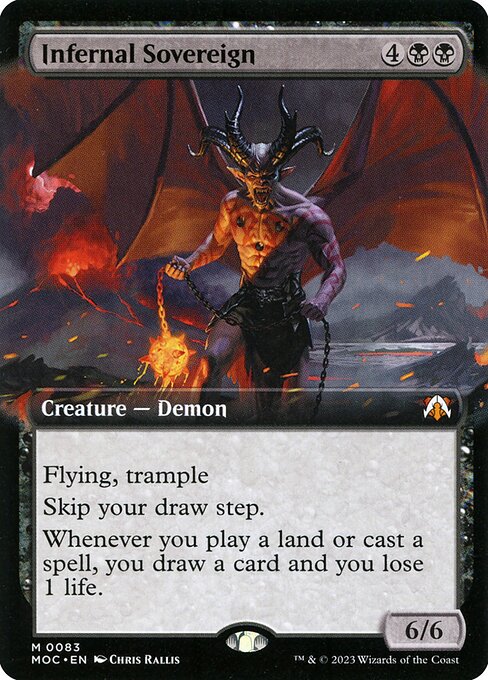 Infernal Sovereign 4
Creature — Demon
Flying, trample
Skip your draw step.
Whenever you play a land or cast a
spell, you draw a card and you lose
1 life.
6/6
M 0083
MOC • EN Chris Rallis
™ & © 2023 Wizards of the Coast